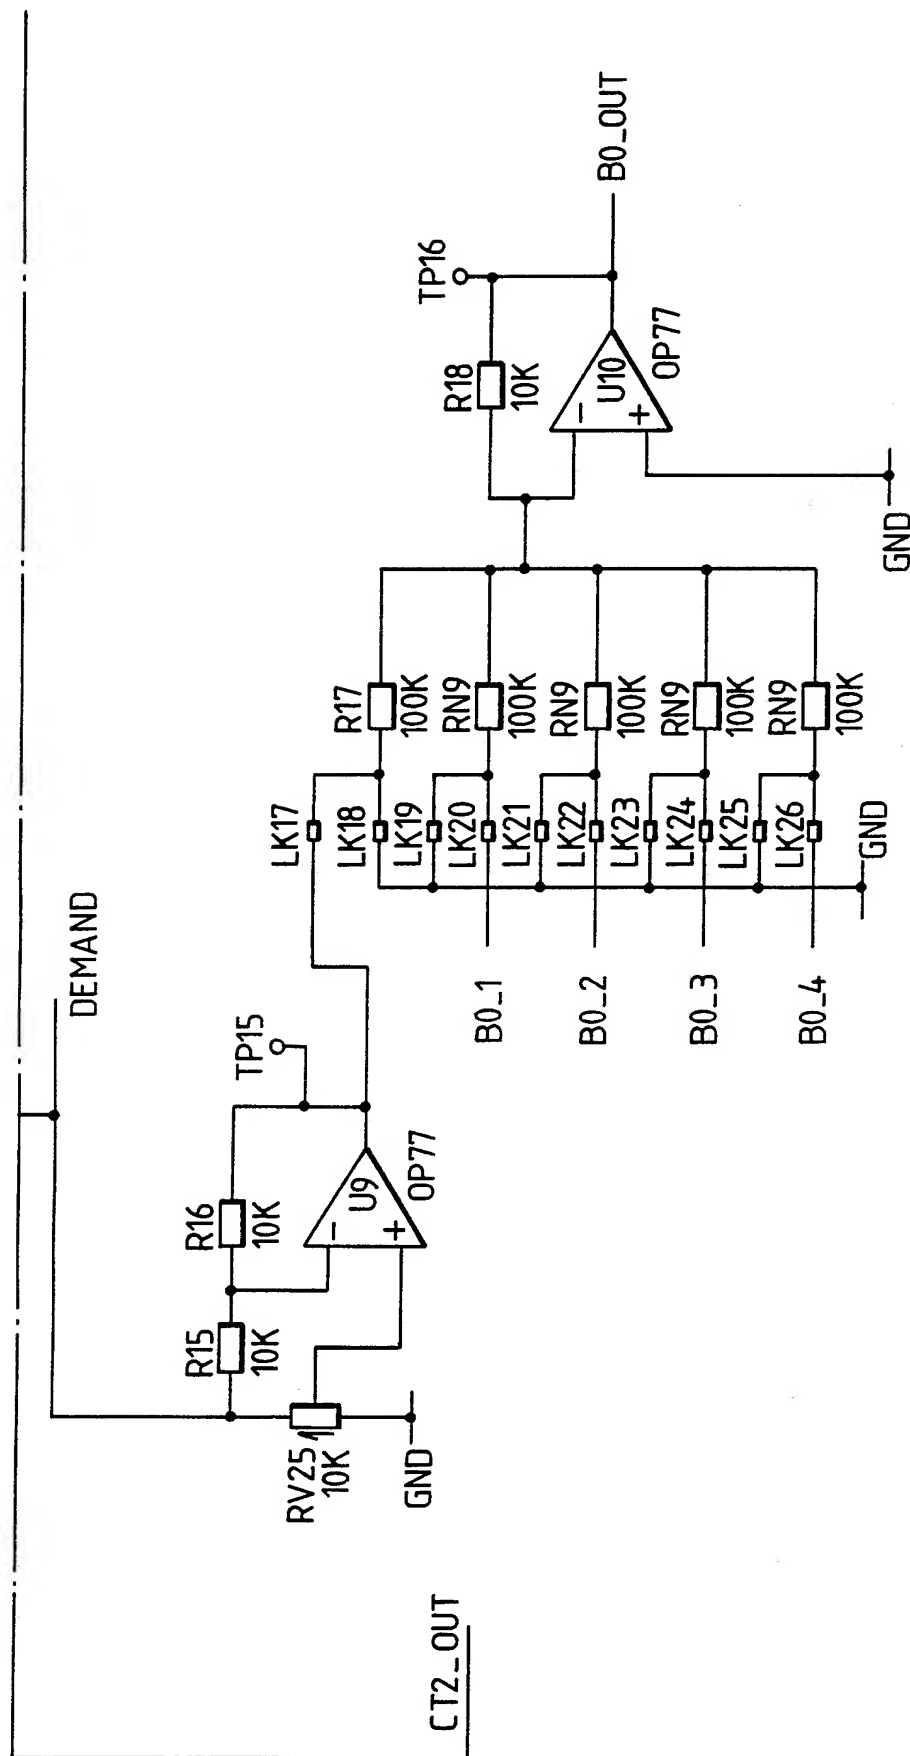 DEMAND
CT2_OUT
RV25
10K
GND
R15
10K
R16
10K
U9
-
+
OP77
TP15
LK17
LK18
LK19
LK20
LK21
LK22
LK23
LK24
LK25
LK26
B0_1
B0_2
B0_3
B0_4
GND
R17
100K
RN9
100K
RN9
100K
RN9
100K
RN9
100K
R18
10K
TP16
U10
-
+
OP77
GND
B0_OUT